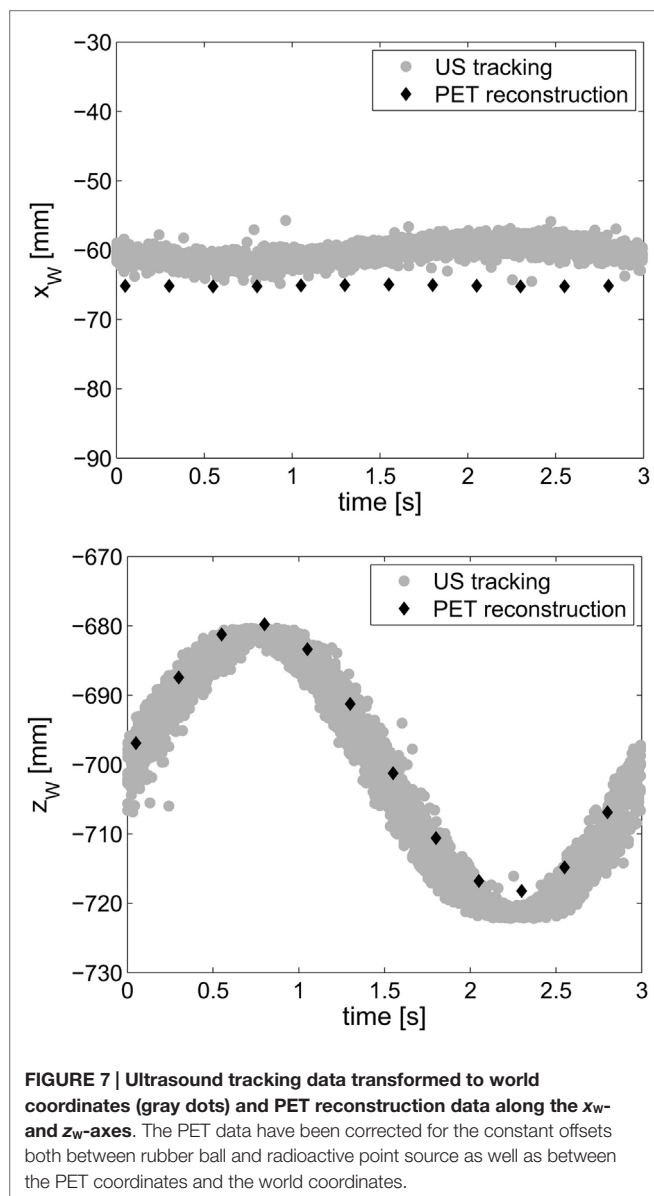 −30
−40
−50
−60
−70
−80
−90
x_W [mm]
US tracking
PET reconstruction
0 0.5 1 1.5 2 2.5 3
time [s]
−670
−680
−690
−700
−710
−720
−730
z_W [mm]
US tracking
PET reconstruction
0 0.5 1 1.5 2 2.5 3
time [s]
FIGURE 7 | Ultrasound tracking data transformed to world
coordinates (gray dots) and PET reconstruction data along the x_W-
and z_W-axes. The PET data have been corrected for the constant offsets
both between rubber ball and radioactive point source as well as between
the PET coordinates and the world coordinates.